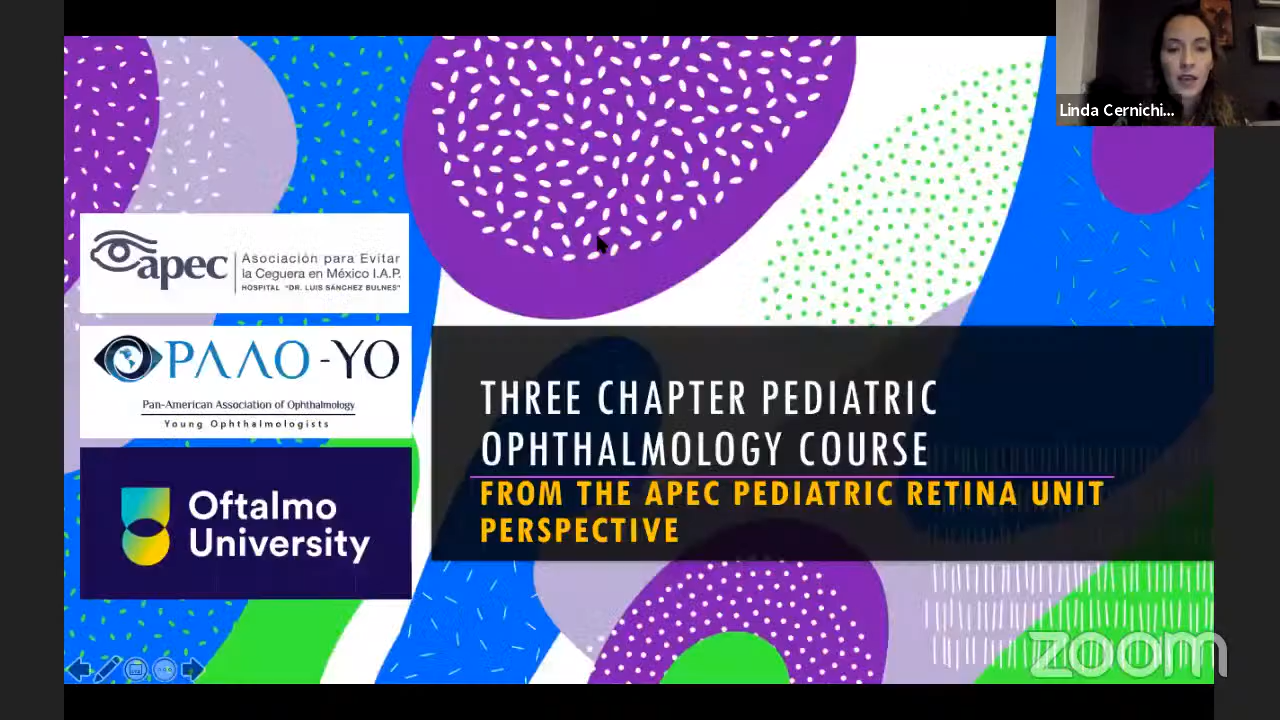 Linda Cernichi...
apec
Asociación para Evitar
la Ceguera en México I.A.P.
HOSPITAL "DR. LUIS SÁNCHEZ BULNES"
PAAO-YO
Pan-American Association of Ophthalmology
Young Ophthalmologists
Oftalmo
University
THREE CHAPTER PEDIATRIC
OPHTHALMOLOGY COURSE
FROM THE APEC PEDIATRIC RETINA UNIT
PERSPECTIVE
zoom